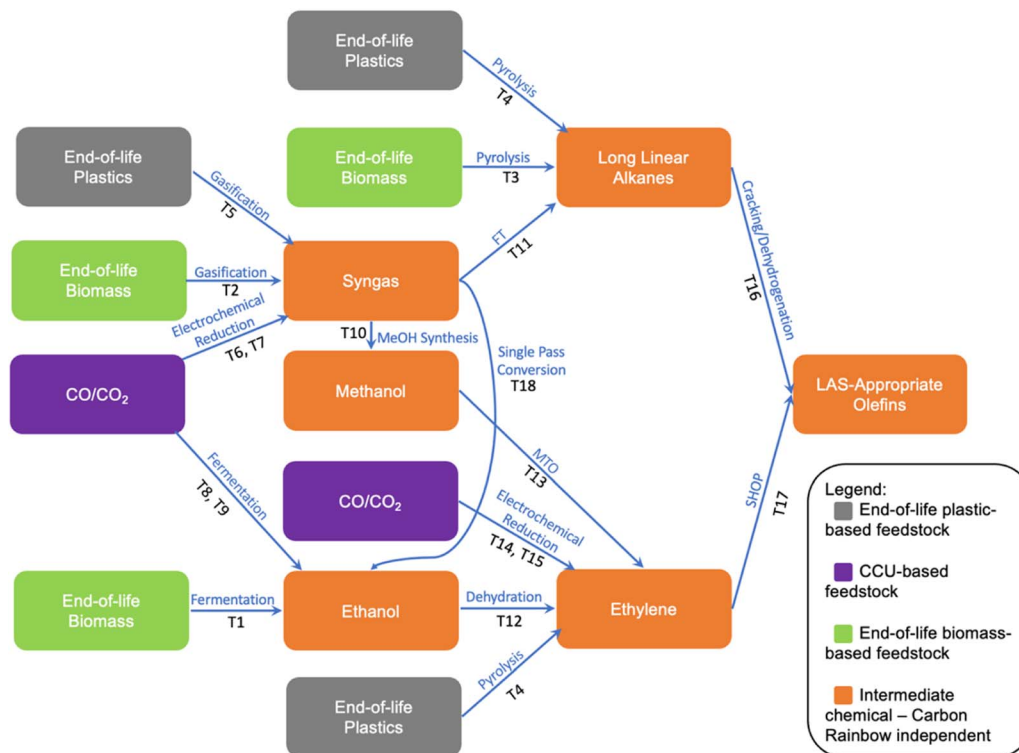 End-of-life
Plastics
Pyrolysis
T4
End-of-life
Plastics
End-of-life
Biomass
Pyrolysis
T3
Long Linear
Alkanes
Gasification
T5
FT
T11
Cracking/Dehydrogenation
T16
End-of-life
Biomass
Gasification
T2
Syngas
Electrochemical
Reduction
T6, T7
T10
MeOH Synthesis
Single Pass
Conversion
T18
CO/CO₂
Methanol
LAS-Appropriate
Olefins
Fermentation
T8, T9
MTO
T13
CO/CO₂
Electrochemical
Reduction
T14, T15
SHOP
T17
End-of-life
Biomass
Fermentation
T1
Ethanol
Dehydration
T12
Ethylene
Pyrolysis
T4
End-of-life
Plastics
Legend:
End-of-life plastic-
based feedstock
CCU-based
feedstock
End-of-life biomass-
based feedstock
Intermediate
chemical – Carbon
Rainbow independent